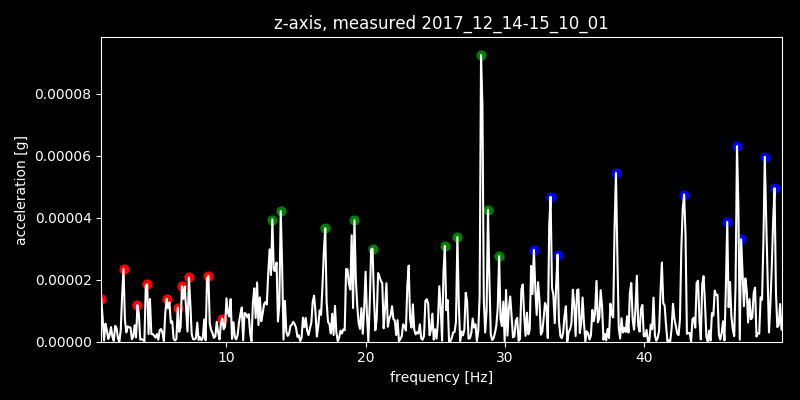 z-axis, measured 2017_12_14-15_10_01
0.00008
0.00006
0.00004
0.00002
0.00000
acceleration [g]
10 20 30 40
frequency [Hz]